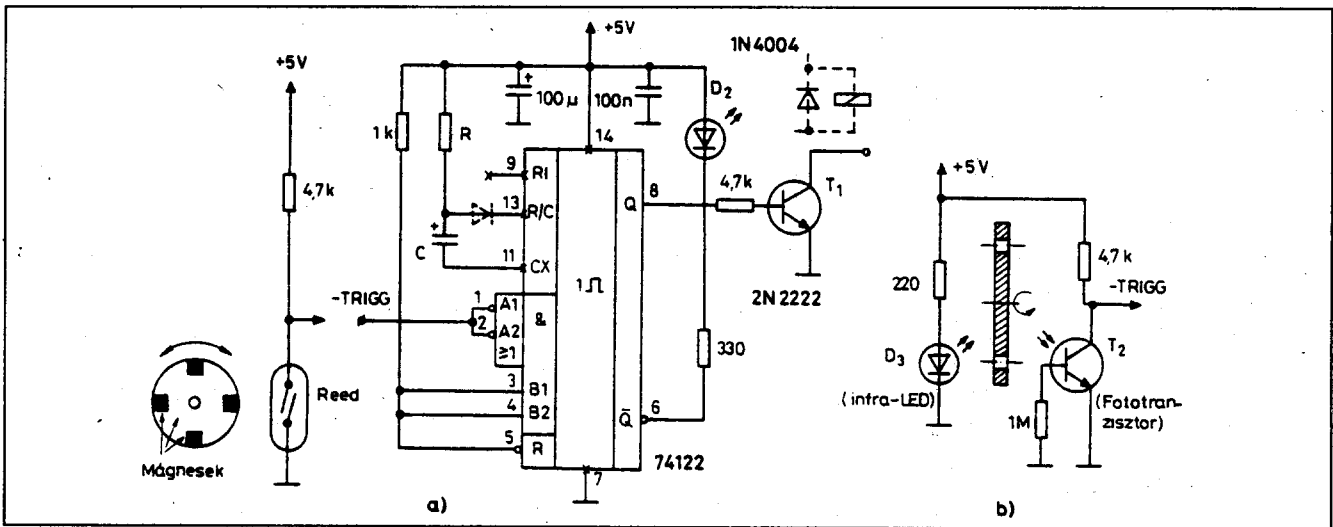 +5V
4,7k
Reed
Mágnesek
+5V
1k
R
+
100µ
100n
D2
14
9
RI
13
R/C
+
C
11
CX
1
A1
2
A2
&
≥1
3
B1
4
B2
5
R
1⎍
7
Q
8
Q̄
6
74122
4,7k
T1
2N2222
330
1N4004
a)
+5V
220
D3
(infra-LED)
4,7k
-TRIGG
T2
(Fototran-
zisztor)
1M
b)
-TRIGG